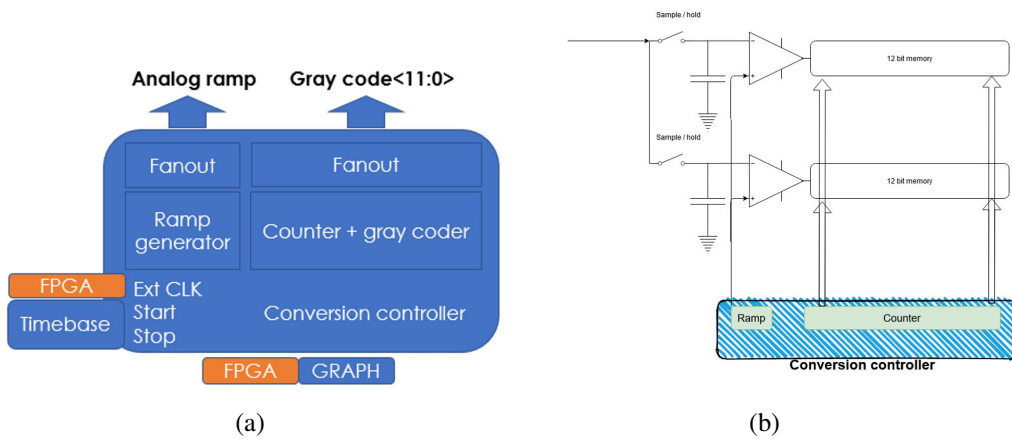 Analog ramp
Gray code<11:0>
Fanout
Fanout
Ramp
generator
Counter + gray coder
FPGA
Timebase
Ext CLK
Start
Stop
Conversion controller
FPGA
GRAPH
(a)
Sample / hold
12 bit memory
Sample / hold
12 bit memory
Ramp
Counter
Conversion controller
(b)